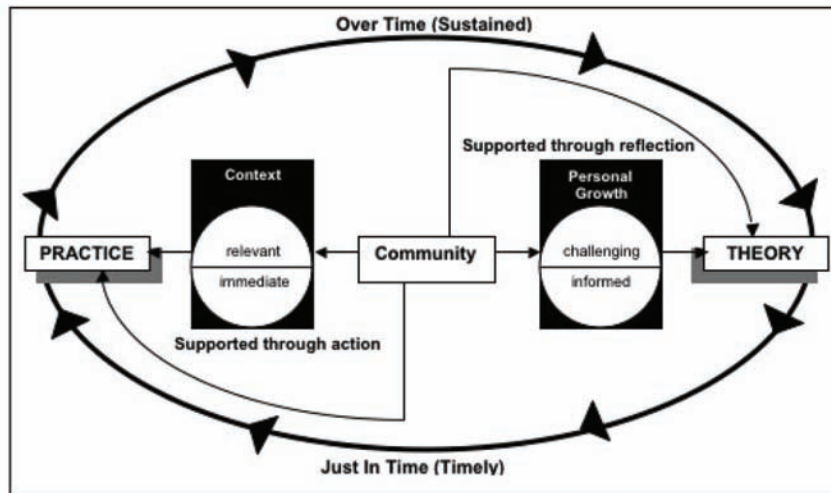 Over Time (Sustained)
Supported through reflection
Context
Personal
Growth
PRACTICE
relevant
Community
challenging
THEORY
immediate
informed
Supported through action
Just In Time (Timely)